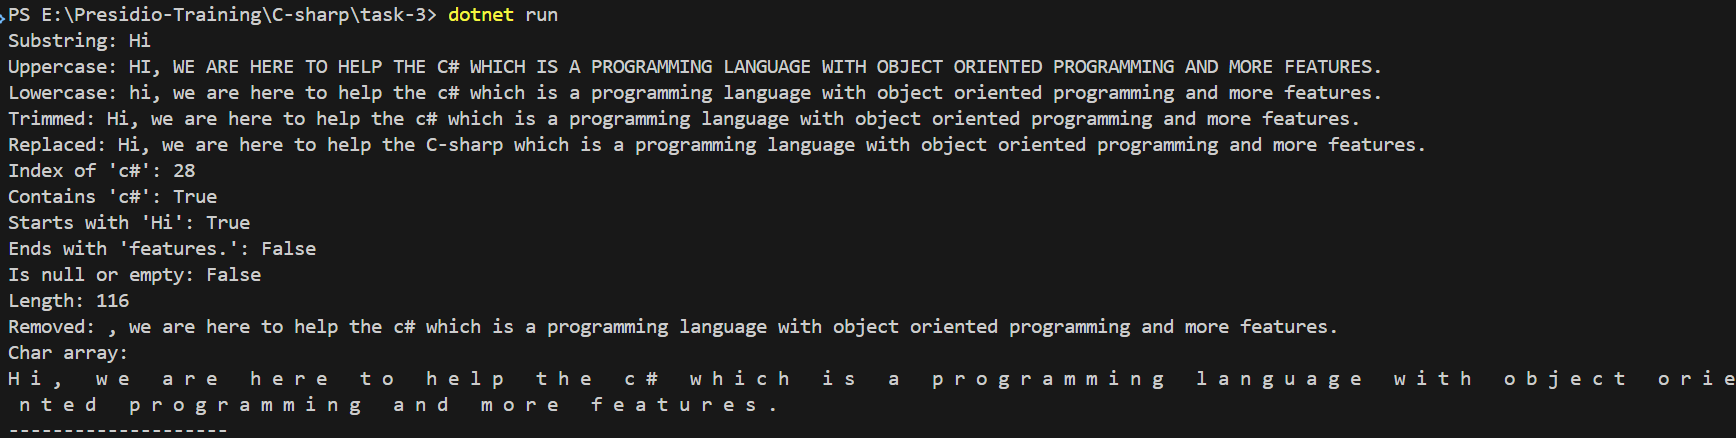 PS E:\Presidio-Training\C-sharp\task-3> dotnet run
Substring: Hi
Uppercase: HI, WE ARE HERE TO HELP THE C# WHICH IS A PROGRAMMING LANGUAGE WITH OBJECT ORIENTED PROGRAMMING AND MORE FEATURES.
Lowercase: hi, we are here to help the c# which is a programming language with object oriented programming and more features.
Trimmed: Hi, we are here to help the c# which is a programming language with object oriented programming and more features.
Replaced: Hi, we are here to help the C-sharp which is a programming language with object oriented programming and more features.
Index of 'c#': 28
Contains 'c#': True
Starts with 'Hi': True
Ends with 'features.': False
Is null or empty: False
Length: 116
Removed: , we are here to help the c# which is a programming language with object oriented programming and more features.
Char array:
H i ,   w e   a r e   h e r e   t o   h e l p   t h e   c #   w h i c h   i s   a   p r o g r a m m i n g   l a n g u a g e   w i t h   o b j e c t   o r i e
 n t e d   p r o g r a m m i n g   a n d   m o r e   f e a t u r e s .
--------------------